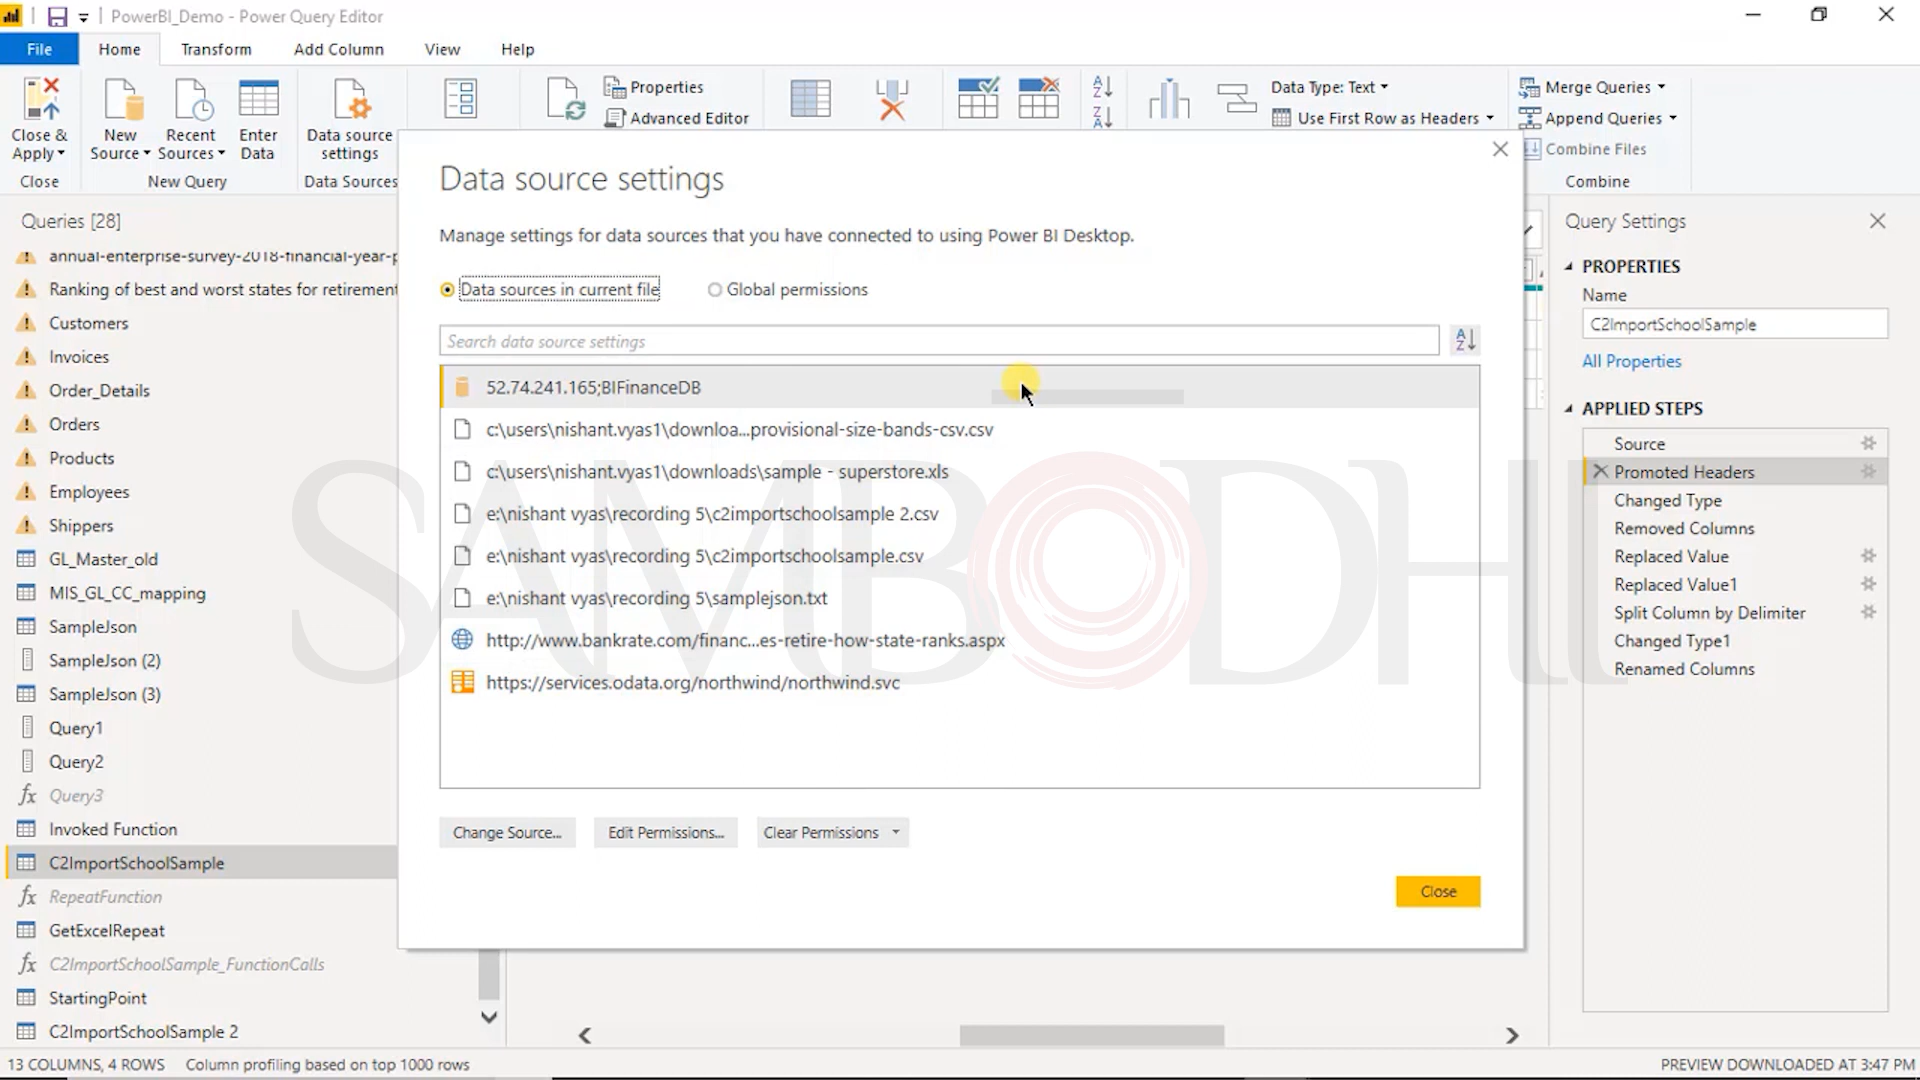 PowerBI_Demo - Power Query Editor
File Home Transform Add Column View Help
Close & Apply
New Source
Recent Sources
Enter Data
Data source settings
Properties
Advanced Editor
Data Type: Text
Use First Row as Headers
Merge Queries
Append Queries
Combine Files
Close
New Query
Data Sources
Combine
Queries [28]
annual-enterprise-survey-2018-financial-year-p
Ranking of best and worst states for retirement
Customers
Invoices
Order_Details
Orders
Products
Employees
Shippers
GL_Master_old
MIS_GL_CC_mapping
SampleJson
SampleJson (2)
SampleJson (3)
Query1
Query2
Query3
Invoked Function
C2ImportSchoolSample
RepeatFunction
GetExcelRepeat
C2ImportSchoolSample_FunctionCalls
StartingPoint
C2ImportSchoolSample 2
Data source settings
Manage settings for data sources that you have connected to using Power BI Desktop.
Data sources in current file Global permissions
Search data source settings
52.74.241.165;BIFinanceDB
c:\users\nishant.vyas1\downloa...provisional-size-bands-csv.csv
c:\users\nishant.vyas1\downloads\sample - superstore.xls
e:\nishant vyas\recording 5\c2importschoolsample 2.csv
e:\nishant vyas\recording 5\c2importschoolsample.csv
e:\nishant vyas\recording 5\samplejson.txt
http://www.bankrate.com/financ...es-retire-how-state-ranks.aspx
https://services.odata.org/northwind/northwind.svc
Change Source... Edit Permissions... Clear Permissions
Close
SAMBODHI
Query Settings
PROPERTIES
Name
C2ImportSchoolSample
All Properties
APPLIED STEPS
Source
Promoted Headers
Changed Type
Removed Columns
Replaced Value
Replaced Value1
Split Column by Delimiter
Changed Type1
Renamed Columns
13 COLUMNS, 4 ROWS Column profiling based on top 1000 rows
PREVIEW DOWNLOADED AT 3:47 PM